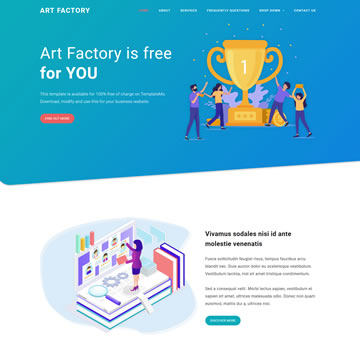 ART FACTORY
HOME ABOUT SERVICES FREQUENTLY QUESTIONS DROP DOWN CONTACT US
Art Factory is free
for YOU
This template is available for 100% free of charge on TemplateMo.
Download, modify and use this for your business website.
FIND OUT MORE
1
Vivamus sodales nisi id ante
molestie venenatis
Fusce sollicitudin feugiat risus, tempus faucibus arcu
blandit nec. Duis auctor dolor eu scelerisque vestibulum.
Vestibulum lacinia, nisl sit amet tristique condimentum.
Sed a consequat velit. Morbi lectus sapien, vestibulum et
sapien sit amet, ultrices malesuada odio. Donec non quam
euismod, mattis dui a, ultrices nisi.
DISCOVER MORE